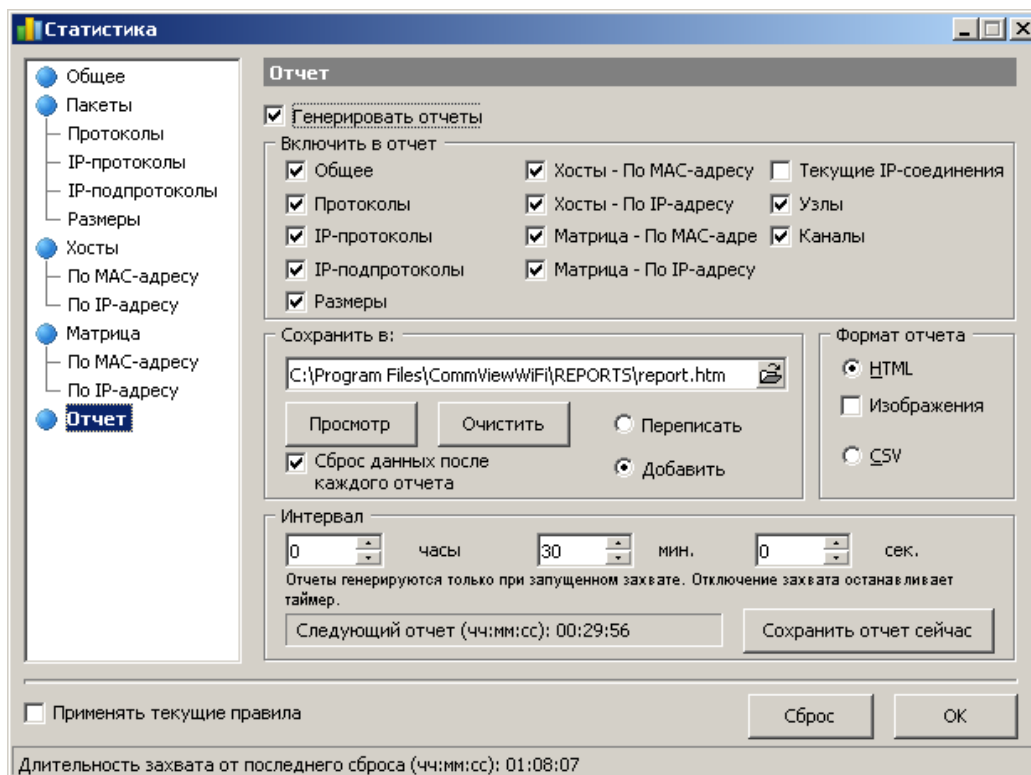 Статистика
Общее
Пакеты
Протоколы
IP-протоколы
IP-подпротоколы
Размеры
Хосты
По MAC-адресу
По IP-адресу
Матрица
По MAC-адресу
По IP-адресу
Отчет
Отчет
Генерировать отчеты
Включить в отчет
Общее
Хосты - По MAC-адресу
Текущие IP-соединения
Протоколы
Хосты - По IP-адресу
Узлы
IP-протоколы
Матрица - По MAC-адре
Каналы
IP-подпротоколы
Матрица - По IP-адресу
Размеры
Сохранить в:
C:\Program Files\CommViewWiFi\REPORTS\report.htm
Просмотр
Очистить
Переписать
Сброс данных после
каждого отчета
Добавить
Формат отчета
HTML
Изображения
CSV
Интервал
0 часы 30 мин. 0 сек.
Отчеты генерируются только при запущенном захвате. Отключение захвата останавливает
таймер.
Следующий отчет (чч:мм:сс): 00:29:56
Сохранить отчет сейчас
Применять текущие правила
Сброс
OK
Длительность захвата от последнего сброса (чч:мм:сс): 01:08:07